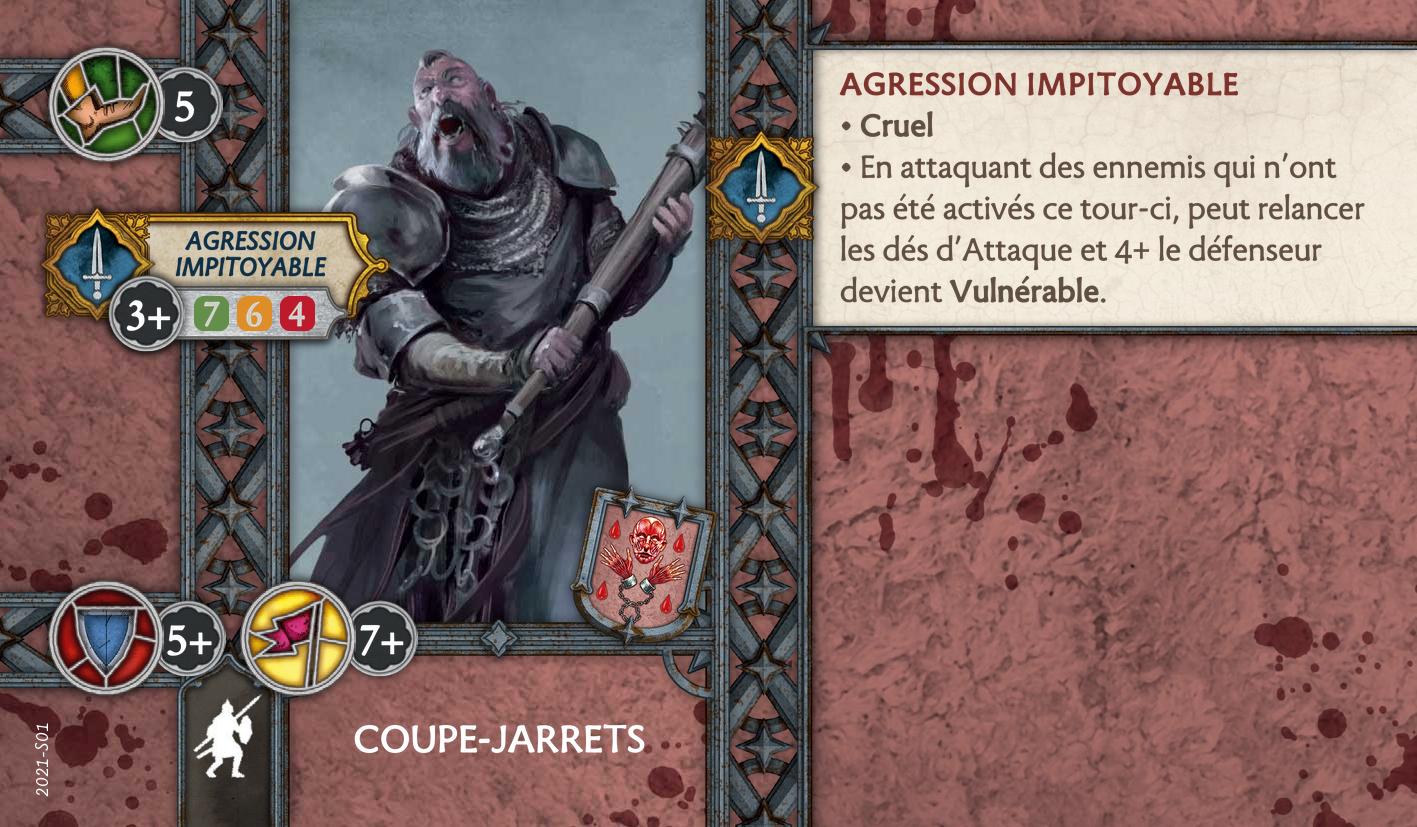 5
AGRESSION
IMPITOYABLE
3+ 7 6 4
5+ 7+
COUPE-JARRETS
2021-S01
AGRESSION IMPITOYABLE
• Cruel
• En attaquant des ennemis qui n’ont
pas été activés ce tour-ci, peut relancer
les dés d’Attaque et 4+ le défenseur
devient Vulnérable.